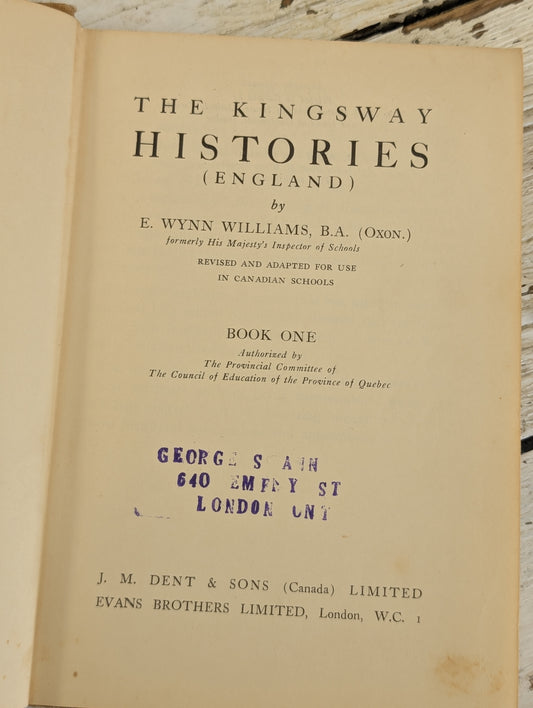 THE KINGSWAY
HISTORIES
(ENGLAND)
by
E. WYNN WILLIAMS, B.A. (Oxon.)
formerly His Majesty's Inspector of Schools
REVISED AND ADAPTED FOR USE
IN CANADIAN SCHOOLS
BOOK ONE
Authorized by
The Provincial Committee of
The Council of Education of the Province of Quebec
GEORGE
640 ST
LONDON ONT
J. M. DENT & SONS (Canada) LIMITED
EVANS BROTHERS LIMITED, London, W.C. 1